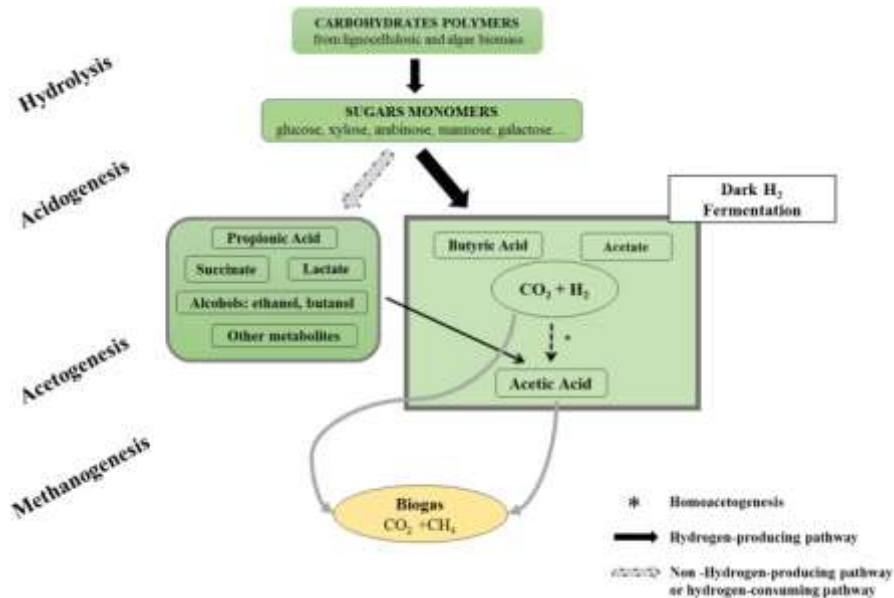 CARBOHYDRATES POLYMERS
from lignocellulosic and algae biomass
Hydrolysis
SUGARS MONOMERS
glucose, xylose, arabinose, mannose, galactose…
Acidogenesis
Dark H₂
Fermentation
Propionic Acid
Succinate
Lactate
Alcohols: ethanol, butanol
Other metabolites
Butyric Acid
Acetate
CO₂ + H₂
*
Acetic Acid
Acetogenesis
Methanogenesis
Biogas
CO₂ +CH₄
* Homoacetogenesis
Hydrogen-producing pathway
Non -Hydrogen-producing pathway
or hydrogen-consuming pathway